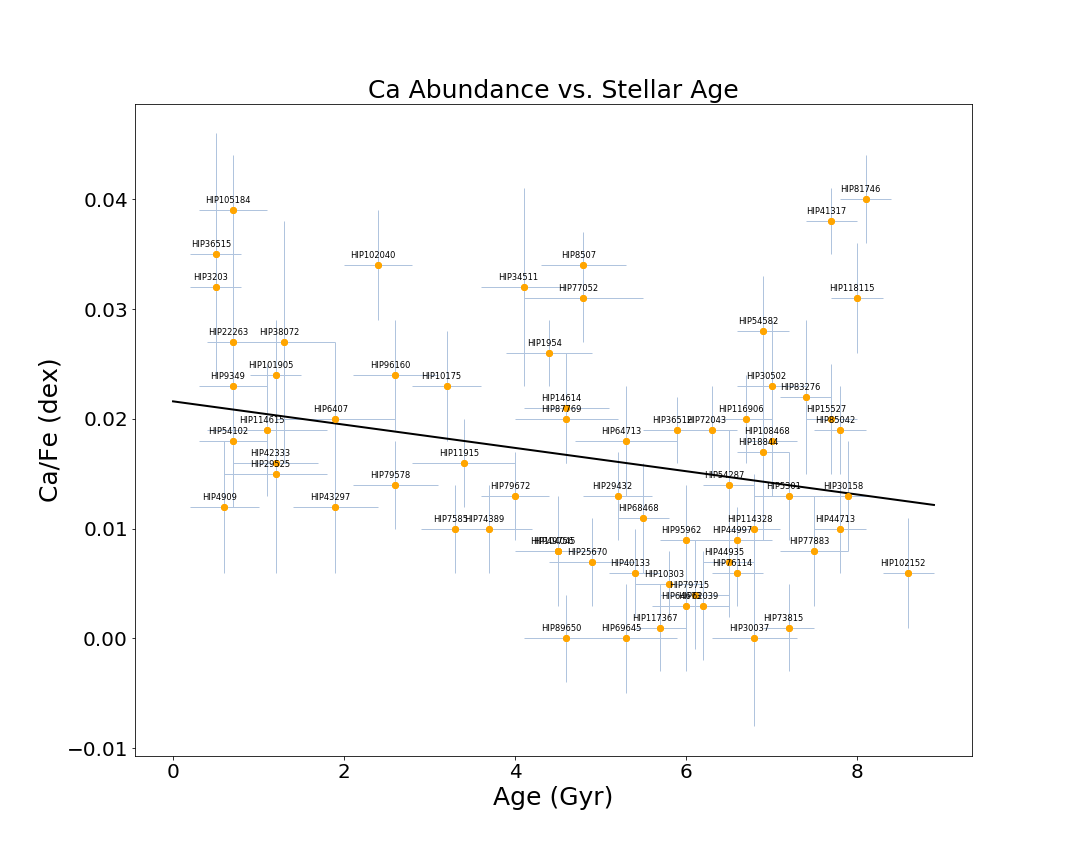 Ca Abundance vs. Stellar Age
Ca/Fe (dex)
0.04
0.03
0.02
0.01
0.00
−0.01
0
2
4
6
8
Age (Gyr)
HIP105184
HIP81746
HIP41317
HIP36515
HIP102040
HIP8507
HIP3203
HIP34511
HIP77052
HIP118115
HIP22263
HIP38072
HIP54582
HIP1954
HIP101905
HIP96160
HIP9349
HIP10175
HIP30502
HIP83276
HIP14614
HIP87769
HIP6407
HIP116906
HIP15527
HIP114615
HIP36512
HIP72043
HIP85042
HIP54102
HIP64713
HIP108468
HIP18844
HIP42333
HIP11915
HIP29525
HIP79578
HIP54287
HIP79672
HIP29432
HIP5301
HIP30158
HIP4909
HIP43297
HIP68468
HIP7585
HIP74389
HIP114328
HIP44713
HIP95962
HIP44997
HIP77883
HIP25670
HIP44935
HIP40133
HIP76114
HIP102152
HIP10303
HIP79715
HIP117367
HIP73815
HIP89650
HIP69645
HIP30037